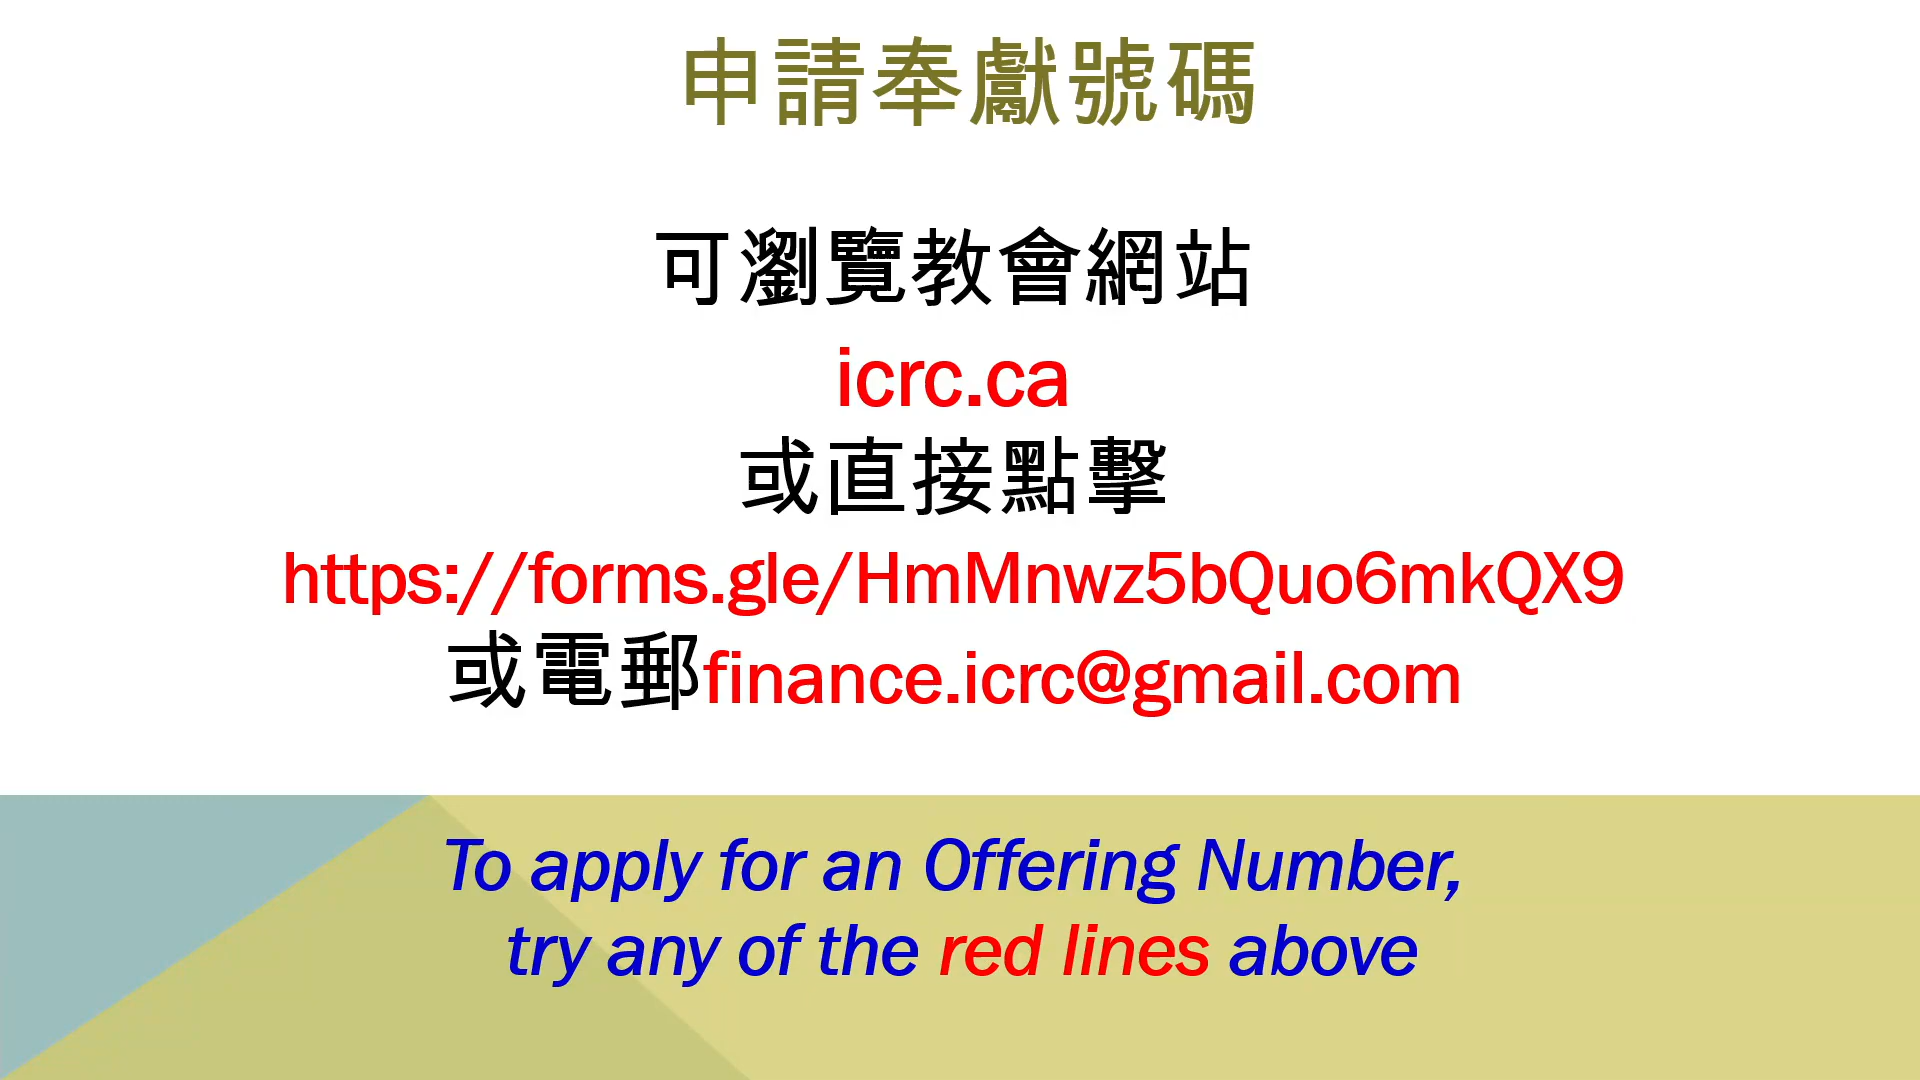 申請奉獻號碼
可瀏覽教會網站
icrc.ca
或直接點擊
https://forms.gle/HmMnwz5bQuo6mkQX9
或電郵finance.icrc@gmail.com
To apply for an Offering Number,
try any of the red lines above